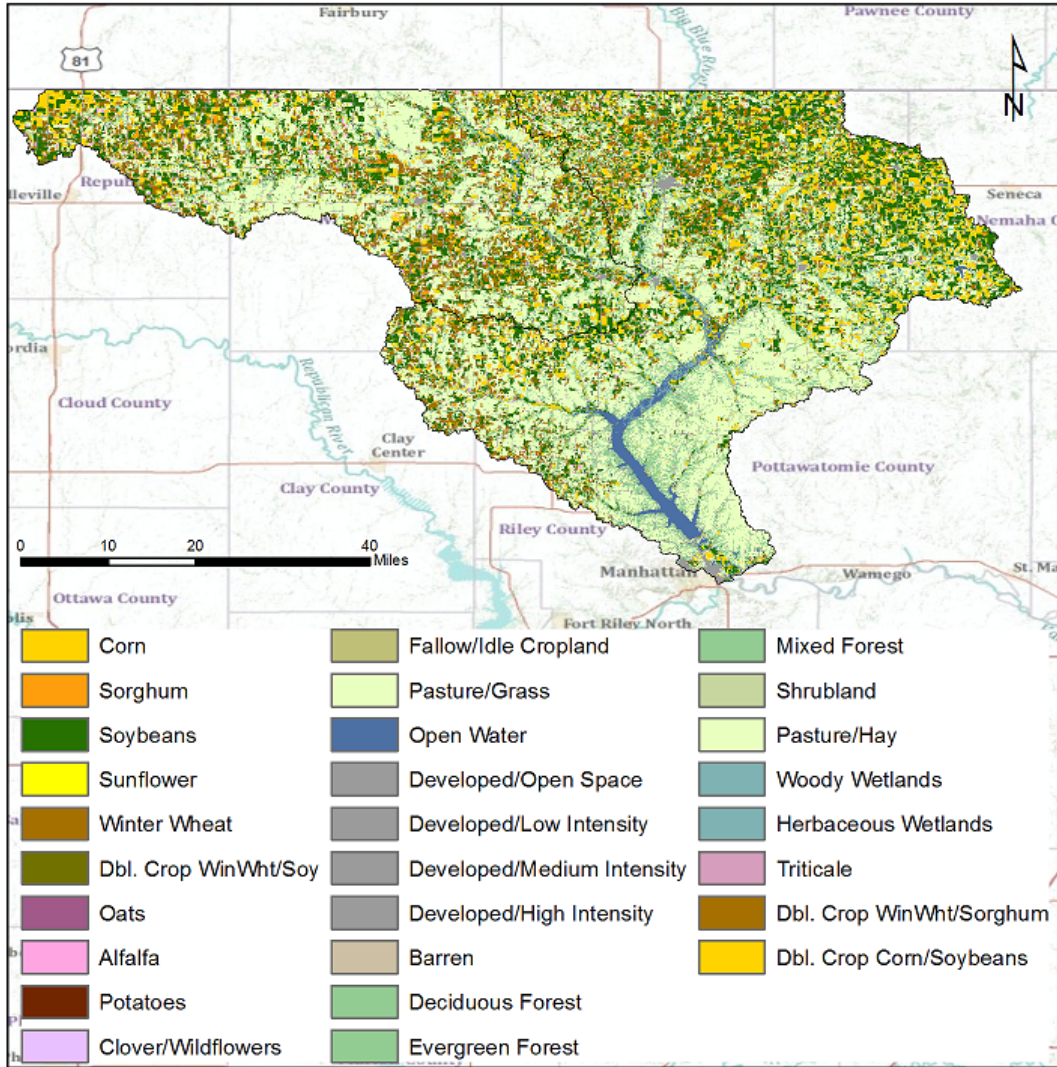 Fairbury
Pawnee County
Big Blue River
81
N
lleville
Republ
W
Seneca
Nemaha C
ordia
Republican River
Cloud County
Clay
Center
Pottawatomie County
Clay County
Riley County
0 10 20 40
Miles
Manhattan
Wamego
St. Ma
Ottawa County
olis
Fort Riley North
Corn
Sorghum
Soybeans
Sunflower
Winter Wheat
Dbl. Crop WinWht/Soy
Oats
Alfalfa
Potatoes
Clover/Wildflowers
Fallow/Idle Cropland
Pasture/Grass
Open Water
Developed/Open Space
Developed/Low Intensity
Developed/Medium Intensity
Developed/High Intensity
Barren
Deciduous Forest
Evergreen Forest
Mixed Forest
Shrubland
Pasture/Hay
Woody Wetlands
Herbaceous Wetlands
Triticale
Dbl. Crop WinWht/Sorghum
Dbl. Crop Corn/Soybeans